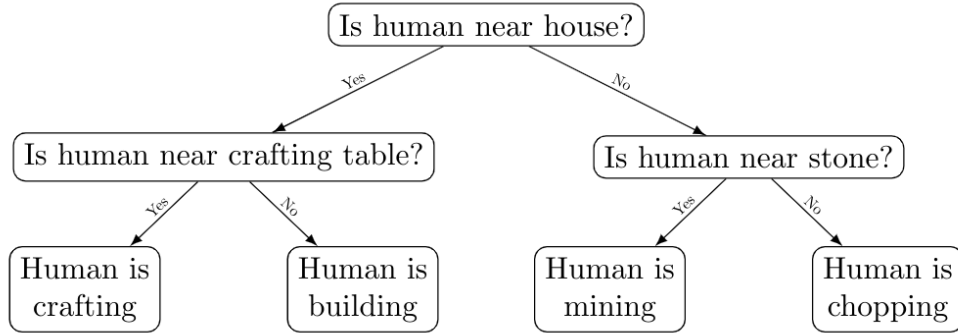 Is human near house?
Yes
No
Is human near crafting table?
Is human near stone?
Yes
No
Yes
No
Human is
crafting
Human is
building
Human is
mining
Human is
chopping